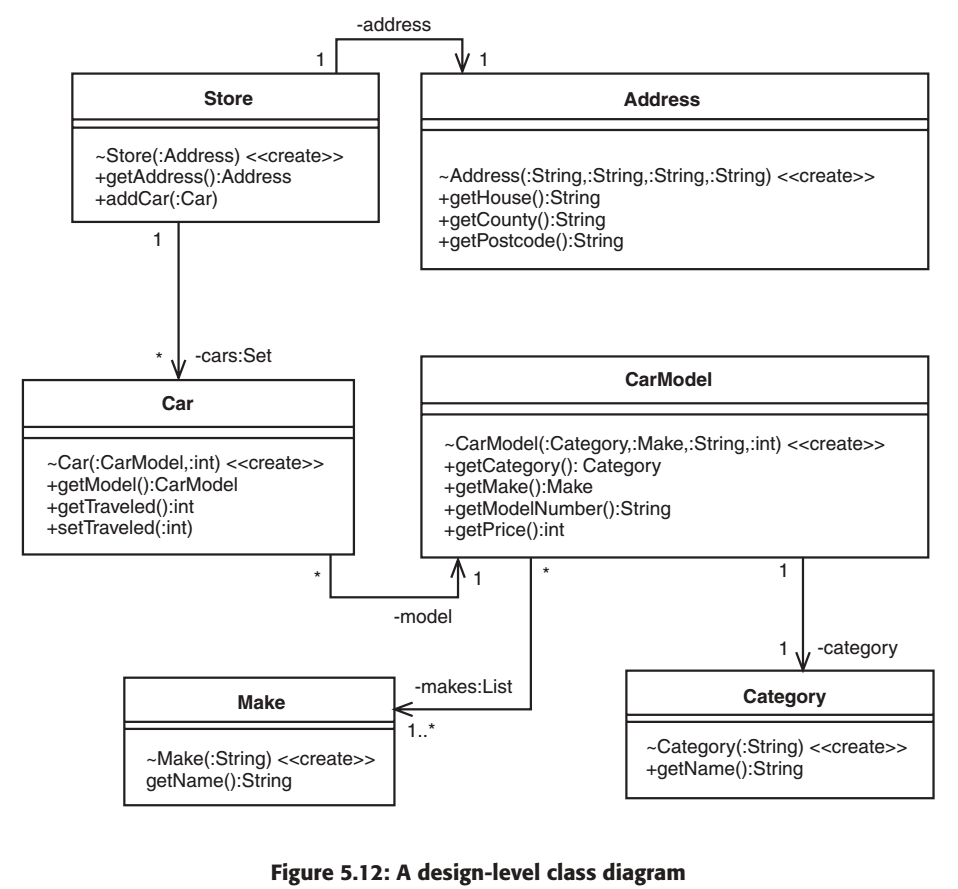 -address
1
1
Store
~Store(:Address) <<create>>
+getAddress():Address
+addCar(:Car)
Address
~Address(:String,:String,:String,:String) <<create>>
+getHouse():String
+getCounty():String
+getPostcode():String
1
* -cars:Set
Car
~Car(:CarModel,:int) <<create>>
+getModel():CarModel
+getTraveled():int
+setTraveled(:int)
CarModel
~CarModel(:Category,:Make,:String,:int) <<create>>
+getCategory(): Category
+getMake():Make
+getModelNumber():String
+getPrice():int
*
1
-model
*
1
-makes:List
1..*
1 -category
Make
~Make(:String) <<create>>
getName():String
Category
~Category(:String) <<create>>
+getName():String
Figure 5.12: A design-level class diagram